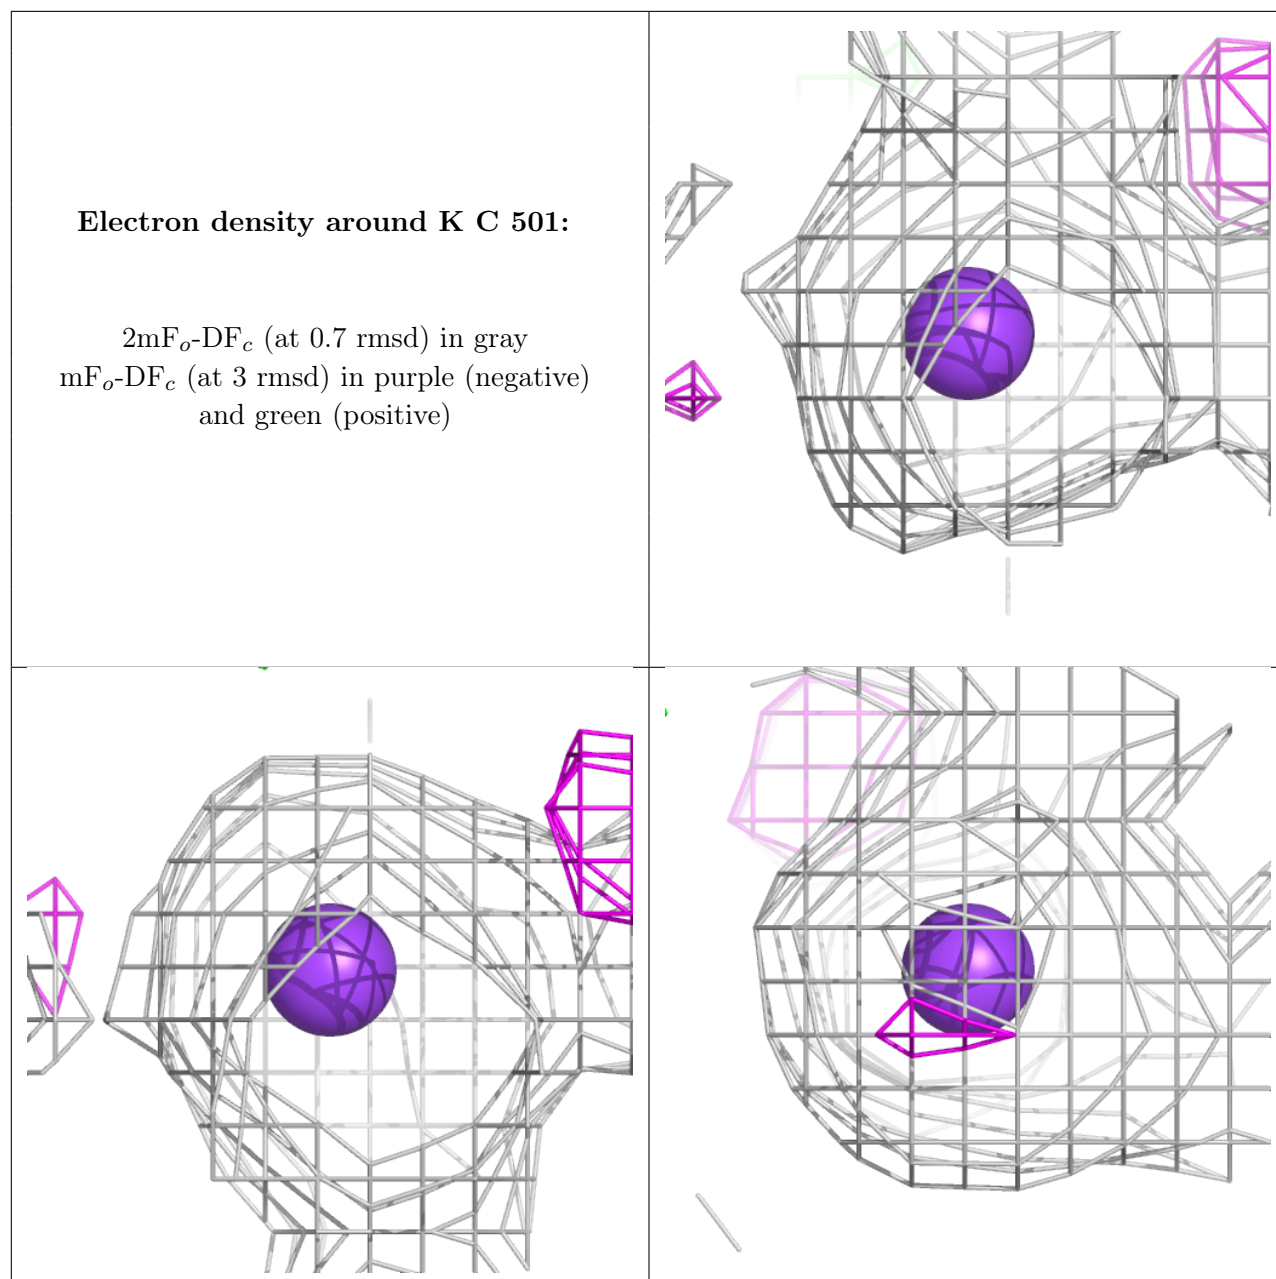 Electron density around K C 501:
2mFo-DFc (at 0.7 rmsd) in gray
mFo-DFc (at 3 rmsd) in purple (negative)
and green (positive)